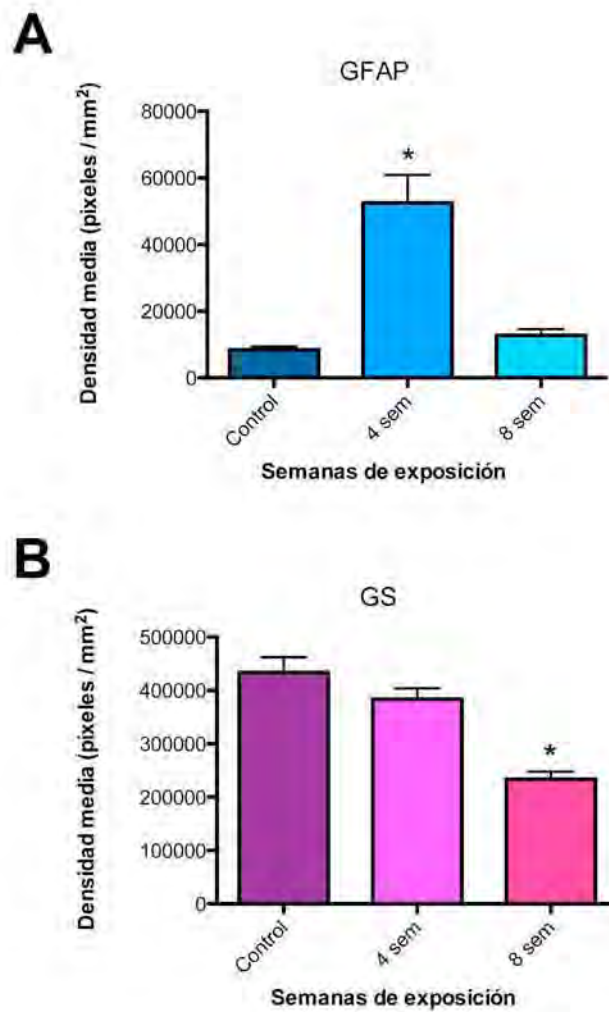 A
GFAP
Densidad media (pixeles / mm²)
80000
60000
40000
20000
0
*
Control
4 sem
8 sem
Semanas de exposición
B
GS
Densidad media (pixeles / mm²)
500000
400000
300000
200000
100000
0
*
Control
4 sem
8 sem
Semanas de exposición